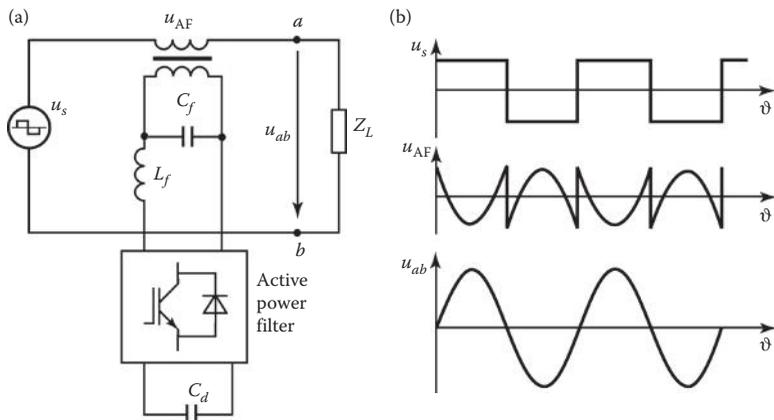 (a)
u_AF
a
u_s
C_f
u_ab
Z_L
L_f
b
Active
power
filter
C_d
(b)
u_s
ϑ
u_AF
ϑ
u_ab
ϑ